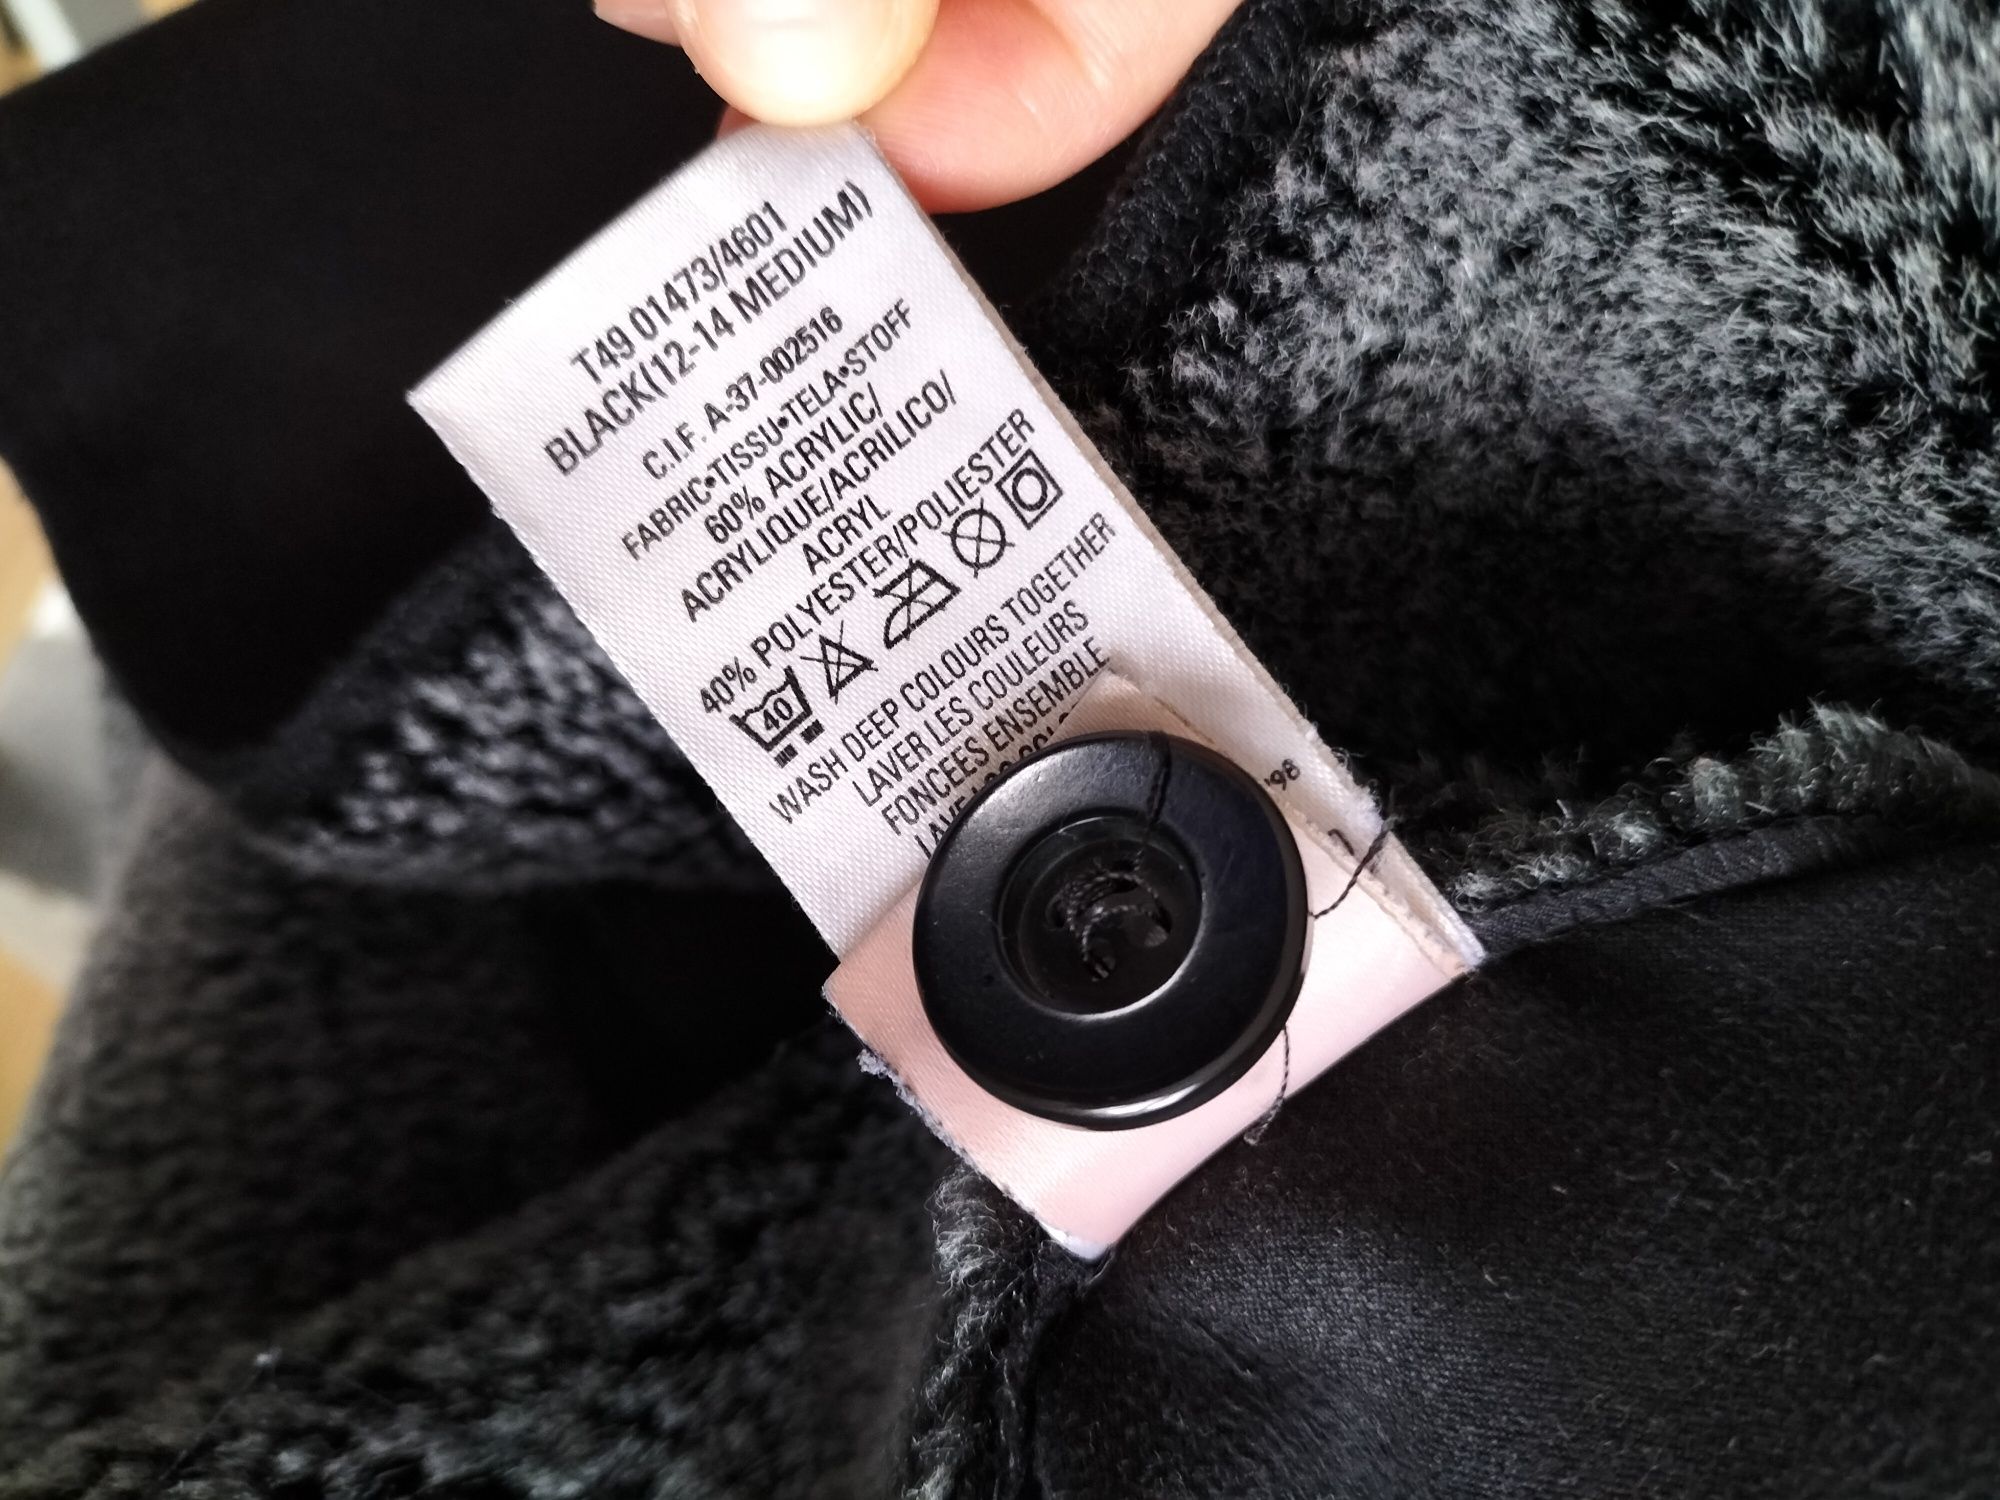 T49 01473/4601
BLACK(12-14 MEDIUM)
C.I.F. A-37-002516
FABRIC•TISSU•TELA•STOFF
60% ACRYLIC/
ACRYLIQUE/ACRILICO/
ACRYL
40% POLYESTER/POLIESTER
40
WASH DEEP COLOURS TOGETHER
LAVER LES COULEURS
FONCEES ENSEMBLE
'98